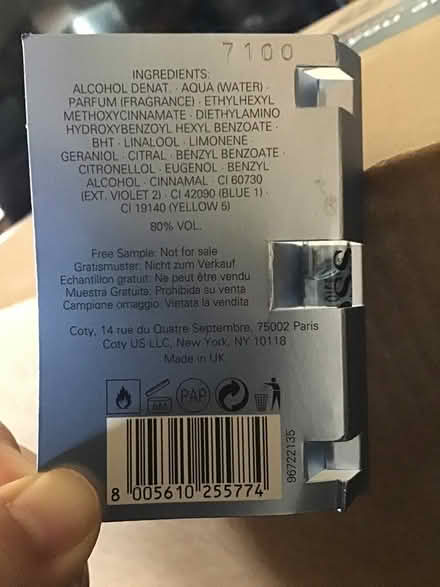 7100
INGREDIENTS:
ALCOHOL DENAT. · AQUA (WATER) ·
PARFUM (FRAGRANCE) · ETHYLHEXYL
METHOXYCINNAMATE · DIETHYLAMINO
HYDROXYBENZOYL HEXYL BENZOATE ·
BHT · LINALOOL · LIMONENE
GERANIOL · CITRAL · BENZYL BENZOATE ·
CITRONELLOL · EUGENOL · BENZYL
ALCOHOL · CINNAMAL · CI 60730
(EXT. VIOLET 2) · CI 42090 (BLUE 1) ·
CI 19140 (YELLOW 5)
80% VOL.
Free Sample: Not for sale
Gratismuster: Nicht zum Verkauf
Echantillon gratuit: Ne peut être vendu
Muestra Gratuita: Prohibida su venta
Campione omaggio: Vietata la vendita
Coty, 14 rue du Quatre Septembre, 75002 Paris
Coty US LLC, New York, NY 10118
Made in UK
PAP
96722135
8 005610 255774